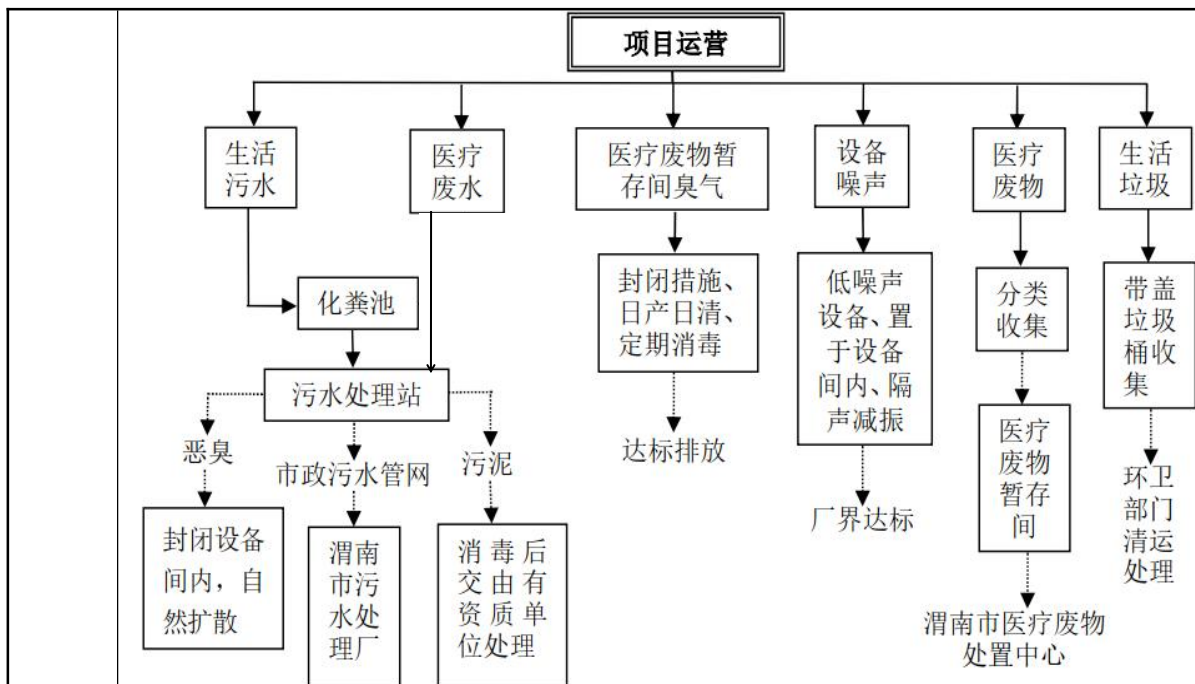 项目运营
生活
污水
医疗
废水
医疗废物暂
存间臭气
设备
噪声
医疗
废物
生活
垃圾
化粪池
封闭措施、
日产日清、
定期消毒
低噪声
设备、置
于设备
间内、隔
声减振
分类
收集
带盖
垃圾
桶收
集
污水处理站
恶臭
市政污水管网
污泥
达标排放
厂界达标
医疗
废物
暂存
间
环卫
部门
清运
处理
封闭设备
间内，自
然扩散
渭南
市污
水处
理厂
消毒后
交由有
资质单
位处理
渭南市医疗废物
处置中心